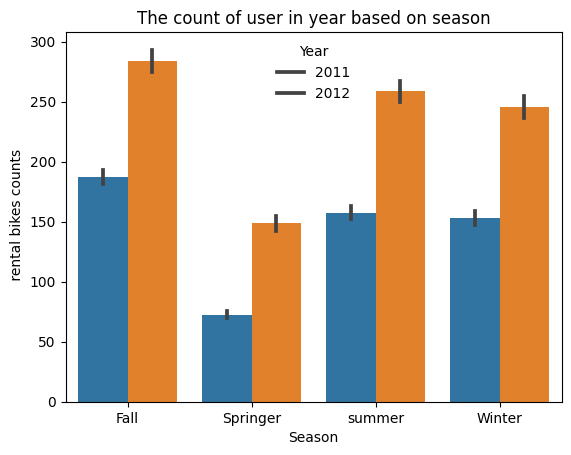 The count of user in year based on season
300
250
200
150
100
50
0
rental bikes counts
Year
2011
2012
Fall
Springer
summer
Winter
Season